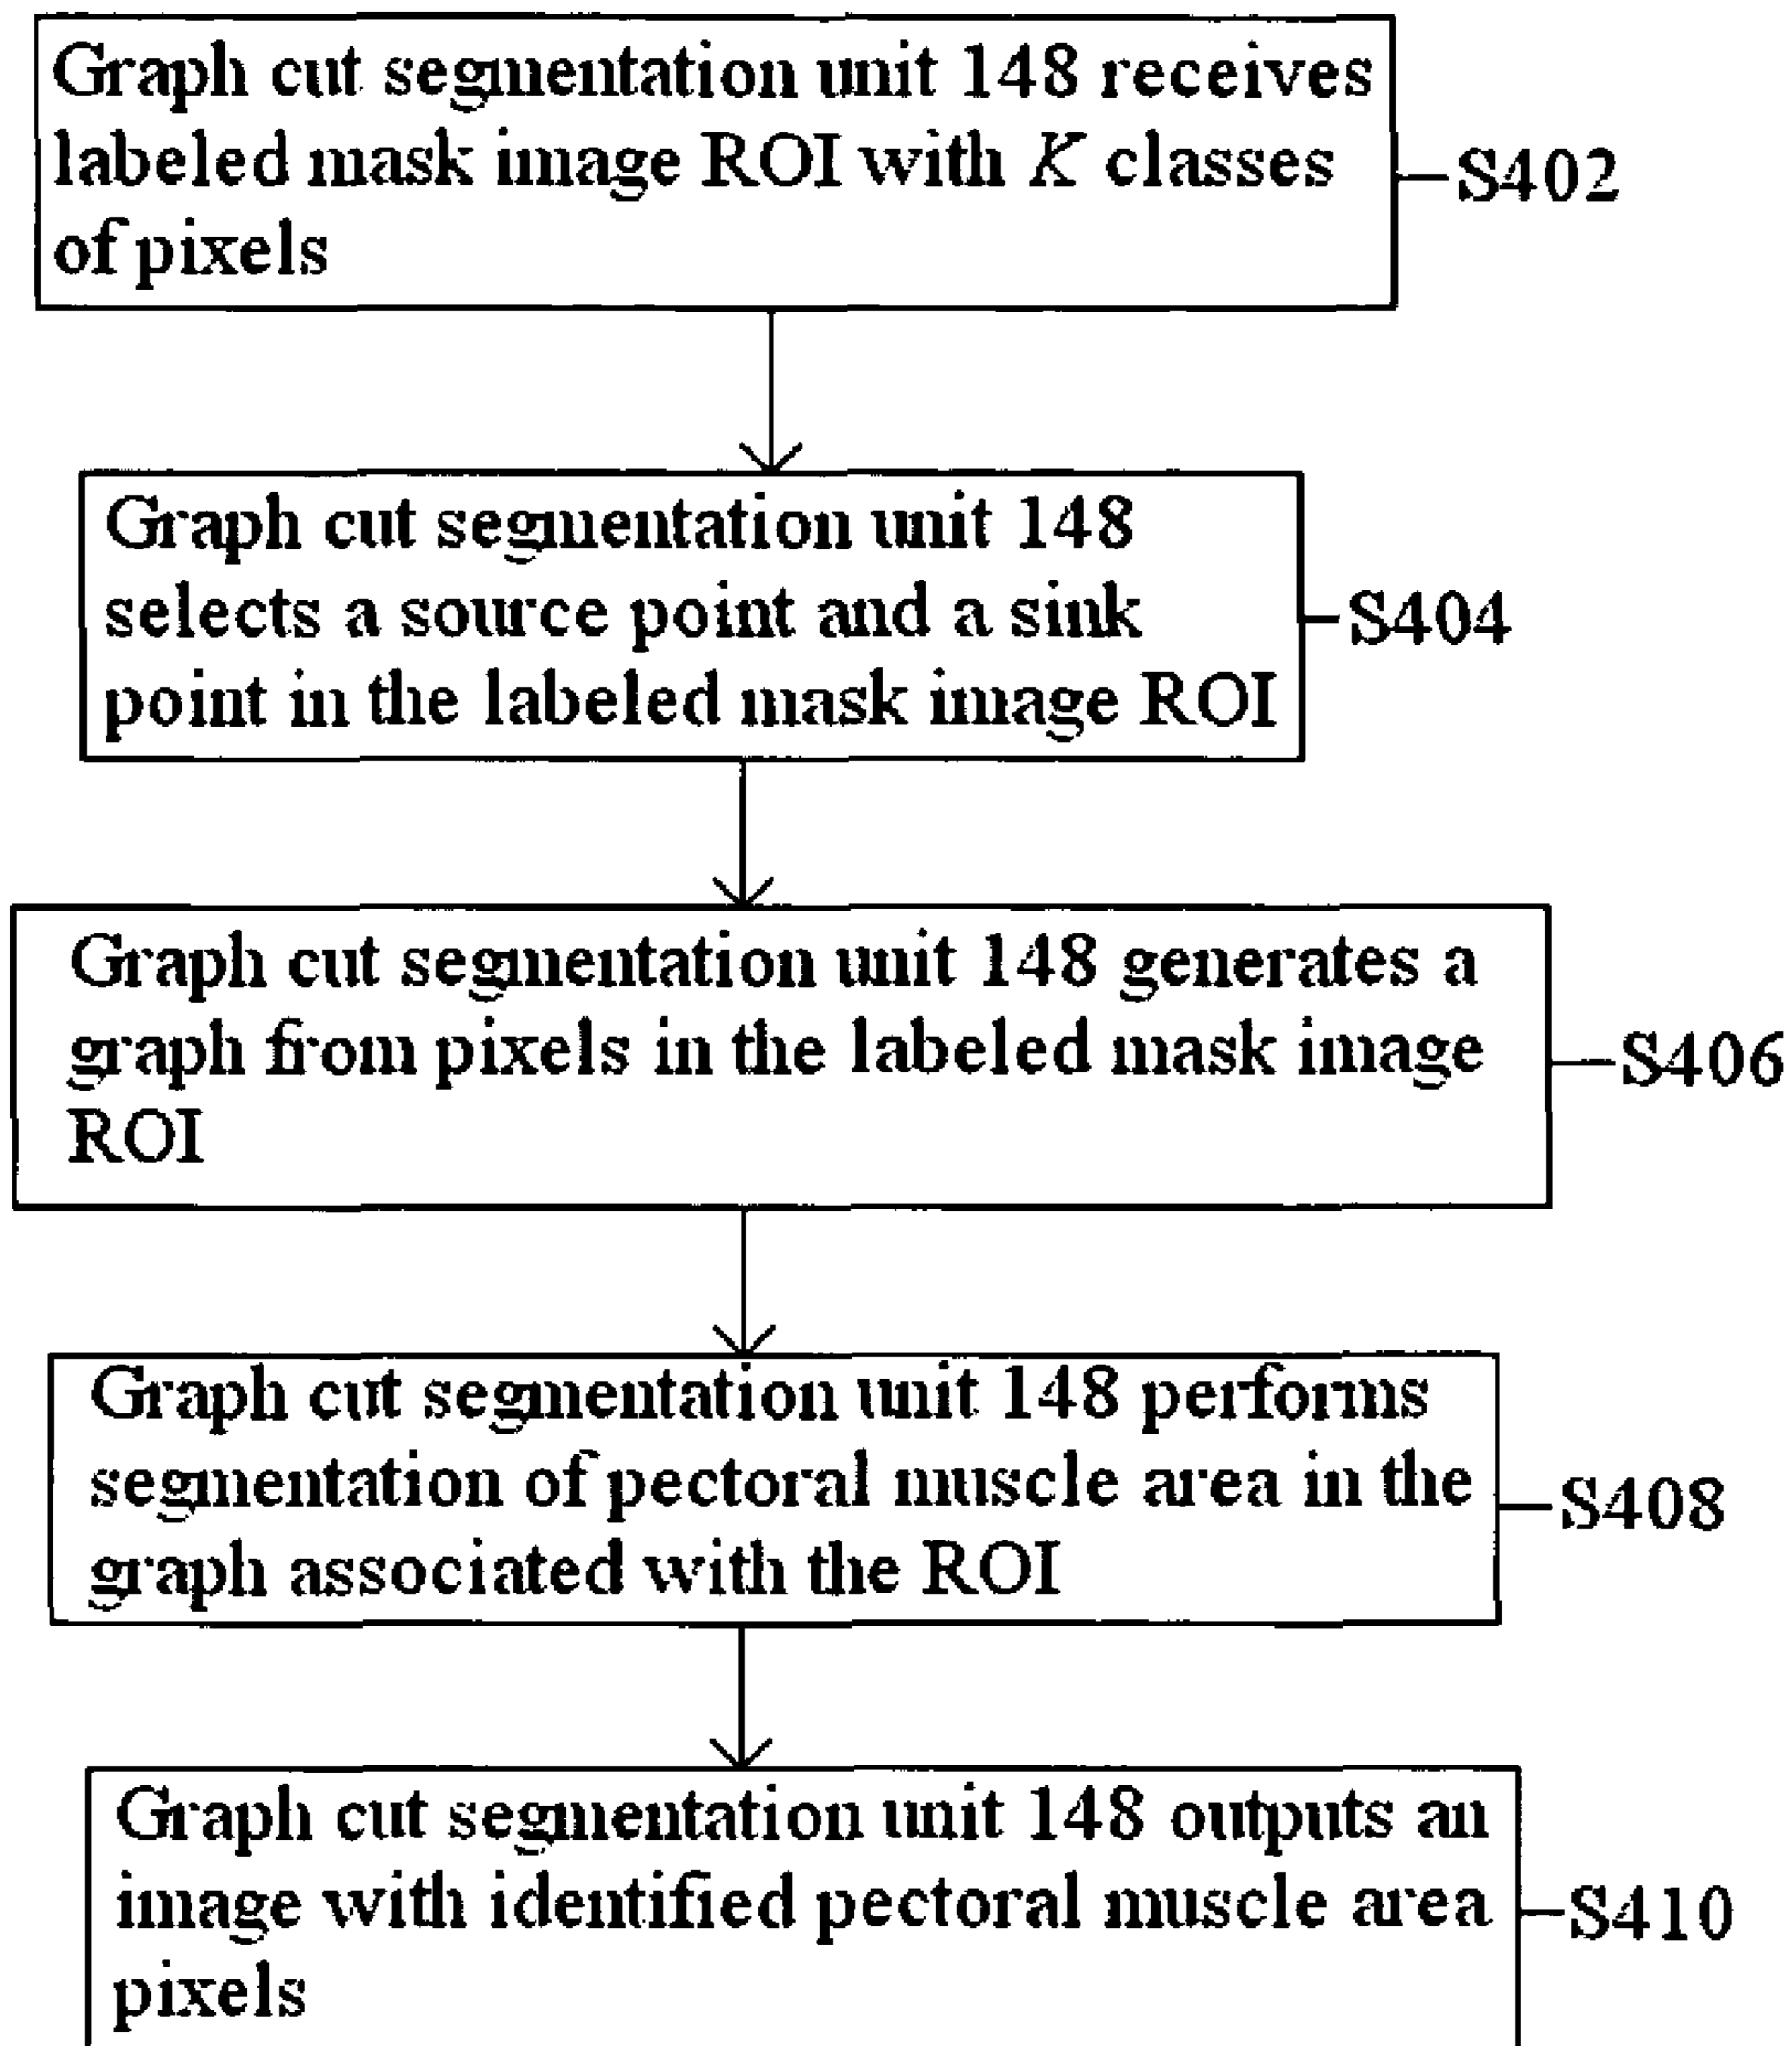 Graph cut segmentation unit 148 receives
labeled mask image ROI with K classes
of pixels
S402
Graph cut segmentation unit 148
selects a source point and a sink
point in the labeled mask image ROI
S404
Graph cut segmentation unit 148 generates a
graph from pixels in the labeled mask image
ROI
S406
Graph cut segmentation unit 148 performs
segmentation of pectoral muscle area in the
graph associated with the ROI
S408
Graph cut segmentation unit 148 outputs an
image with identified pectoral muscle area
pixels
S410